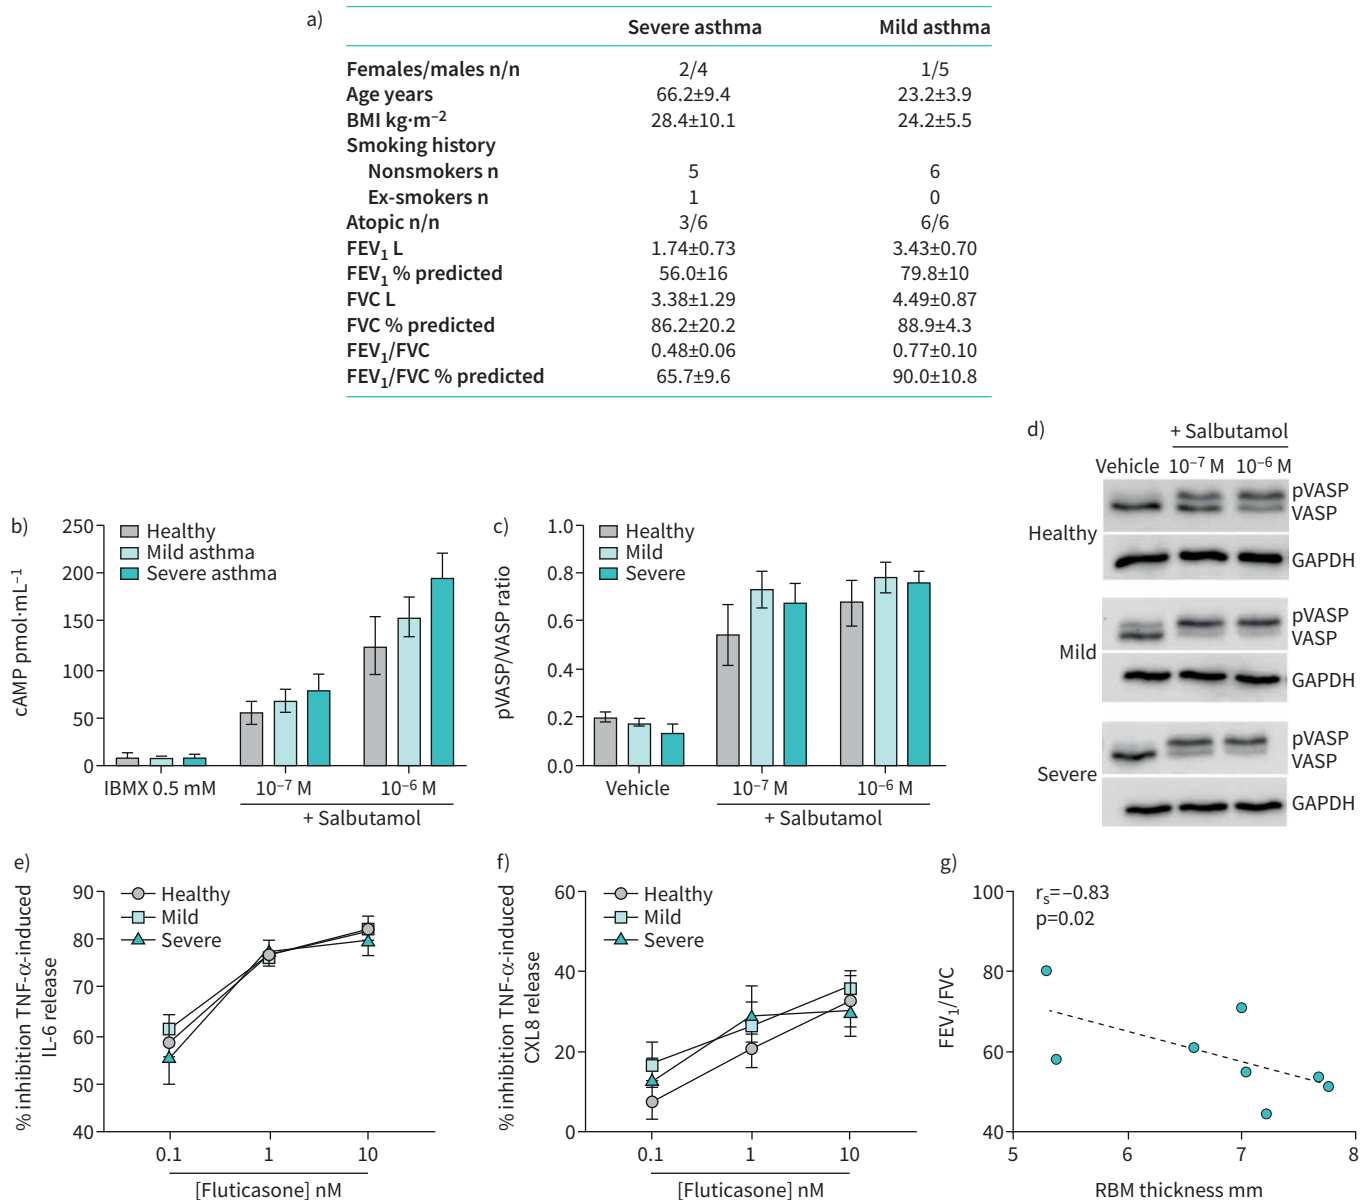 a)
Severe asthma Mild asthma
Females/males n/n 2/4 1/5
Age years 66.2±9.4 23.2±3.9
BMI kg·m⁻² 28.4±10.1 24.2±5.5
Smoking history
Nonsmokers n 5 6
Ex-smokers n 1 0
Atopic n/n 3/6 6/6
FEV₁ L 1.74±0.73 3.43±0.70
FEV₁ % predicted 56.0±16 79.8±10
FVC L 3.38±1.29 4.49±0.87
FVC % predicted 86.2±20.2 88.9±4.3
FEV₁/FVC 0.48±0.06 0.77±0.10
FEV₁/FVC % predicted 65.7±9.6 90.0±10.8
b)
cAMP pmol·mL⁻¹
250
200
150
100
50
0
Healthy
Mild asthma
Severe asthma
IBMX 0.5 mM 10⁻⁷ M 10⁻⁶ M
+ Salbutamol
c)
pVASP/VASP ratio
1.0
0.8
0.6
0.4
0.2
0.0
Healthy
Mild
Severe
Vehicle 10⁻⁷ M 10⁻⁶ M
+ Salbutamol
d)
+ Salbutamol
Vehicle 10⁻⁷ M 10⁻⁶ M
Healthy
pVASP
VASP
GAPDH
Mild
pVASP
VASP
GAPDH
Severe
pVASP
VASP
GAPDH
e)
% inhibition TNF-α-induced
IL-6 release
90
80
70
60
50
40
Healthy
Mild
Severe
0.1 1 10
[Fluticasone] nM
f)
% inhibition TNF-α-induced
CXL8 release
60
40
20
0
Healthy
Mild
Severe
0.1 1 10
[Fluticasone] nM
g)
FEV₁/FVC
100
80
60
40
rₛ=−0.83
p=0.02
5 6 7 8
RBM thickness mm